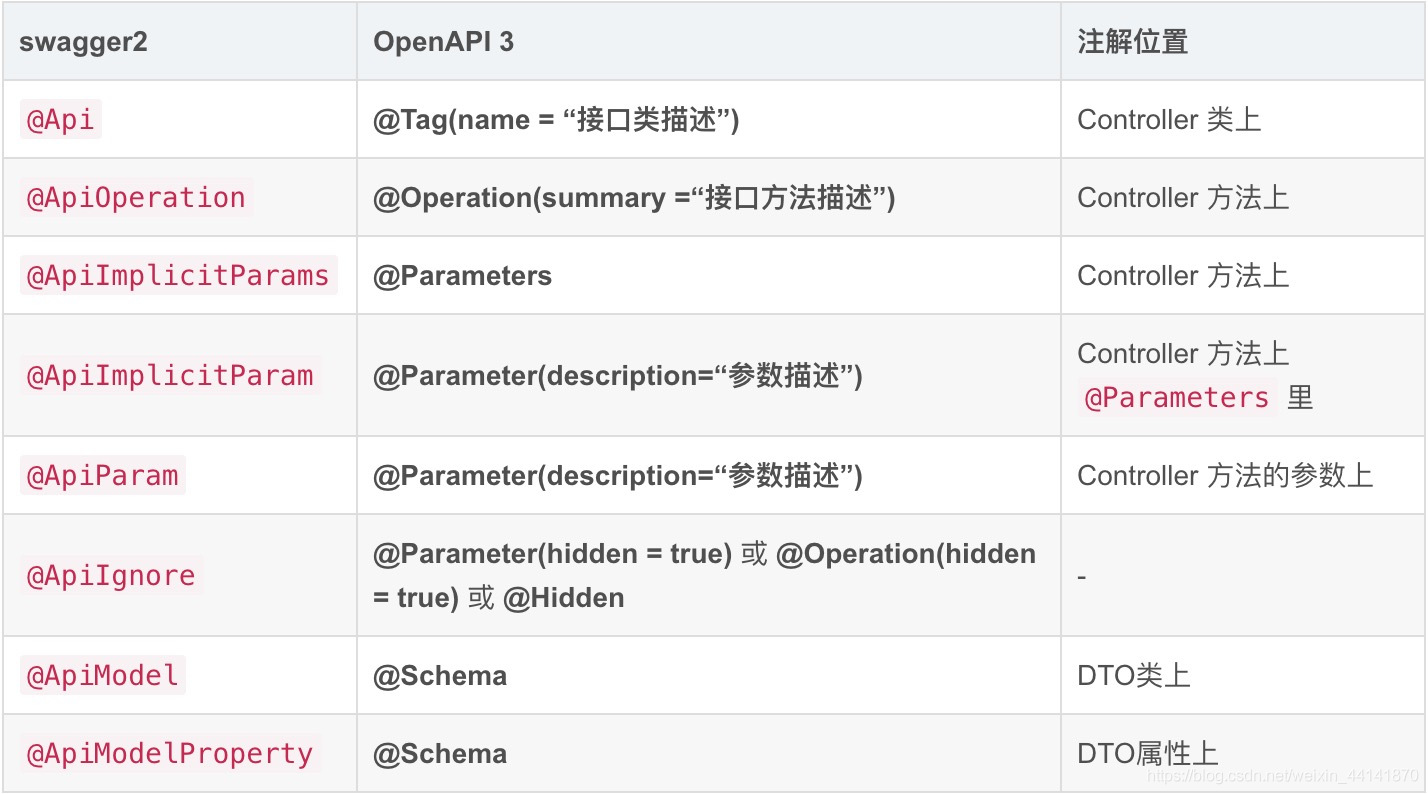 swagger2 OpenAPI 3 注解位置
@Api @Tag(name = “接口类描述”) Controller 类上
@ApiOperation @Operation(summary =“接口方法描述”) Controller 方法上
@ApiImplicitParams @Parameters Controller 方法上
@ApiImplicitParam @Parameter(description=“参数描述”) Controller 方法上
@Parameters 里
@ApiParam @Parameter(description=“参数描述”) Controller 方法的参数上
@ApiIgnore @Parameter(hidden = true) 或 @Operation(hidden
= true) 或 @Hidden -
@ApiModel @Schema DTO类上
@ApiModelProperty @Schema DTO属性上
https://blog.csdn.net/weixin_44141870